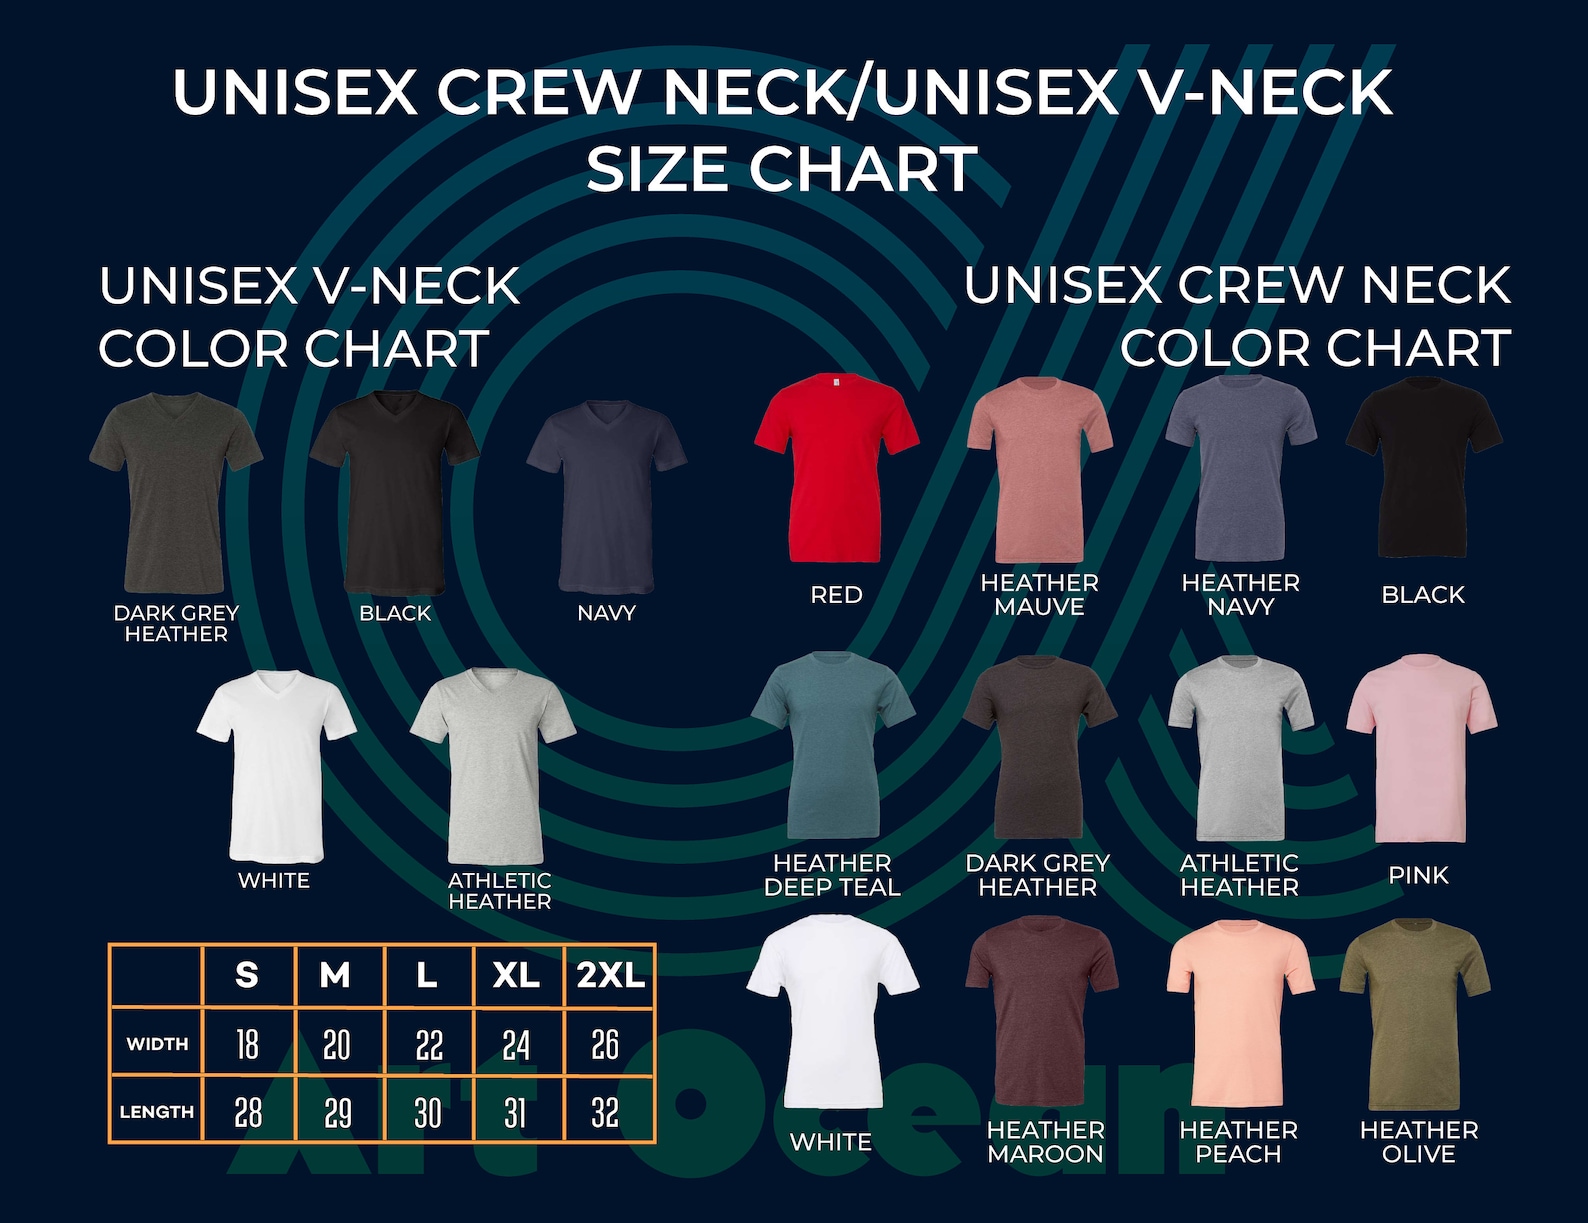 UNISEX CREW NECK/UNISEX V-NECK
SIZE CHART
UNISEX V-NECK
COLOR CHART
DARK GREY
HEATHER
BLACK
NAVY
WHITE
ATHLETIC
HEATHER
S M L XL 2XL
WIDTH 18 20 22 24 26
LENGTH 28 29 30 31 32
UNISEX CREW NECK
COLOR CHART
RED
HEATHER
MAUVE
HEATHER
NAVY
BLACK
HEATHER
DEEP TEAL
DARK GREY
HEATHER
ATHLETIC
HEATHER
PINK
WHITE
HEATHER
MAROON
HEATHER
PEACH
HEATHER
OLIVE
Art Ocean